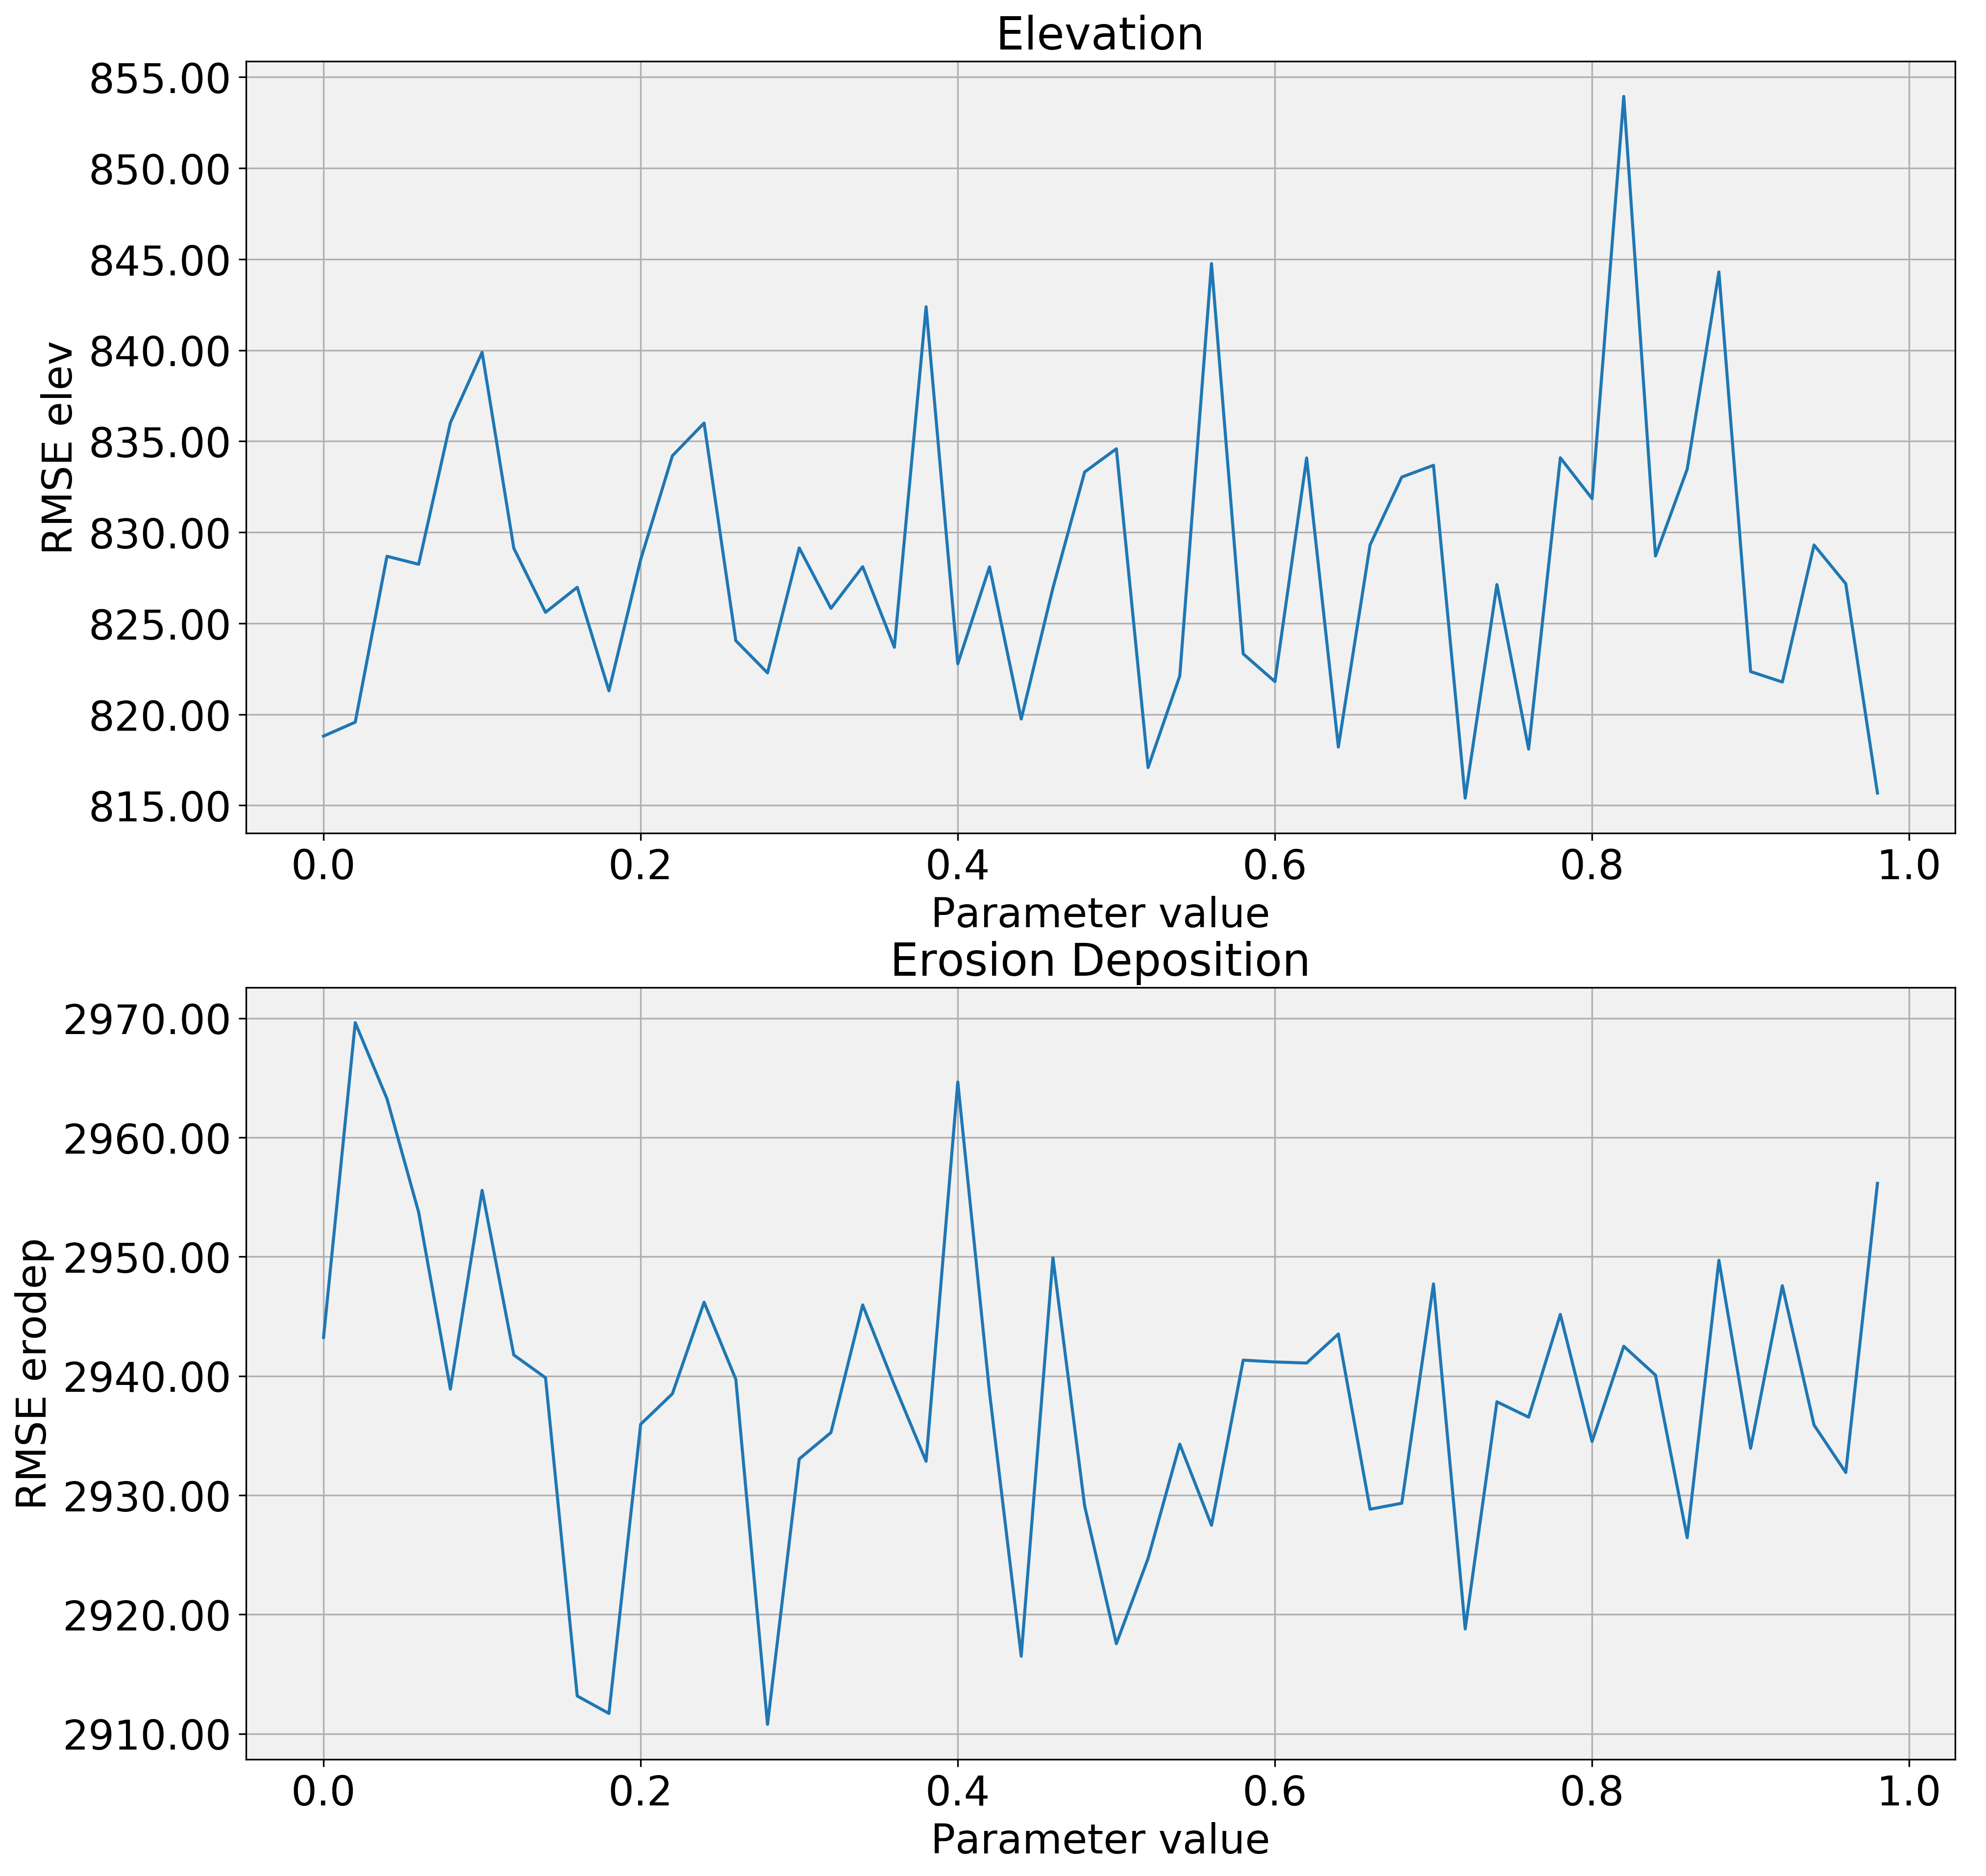 Elevation
855.00
850.00
845.00
840.00
835.00
830.00
825.00
820.00
815.00
RMSE elev
0.0 0.2 0.4 0.6 0.8 1.0
Parameter value
Erosion Deposition
2970.00
2960.00
2950.00
2940.00
2930.00
2920.00
2910.00
RMSE erodep
0.0 0.2 0.4 0.6 0.8 1.0
Parameter value